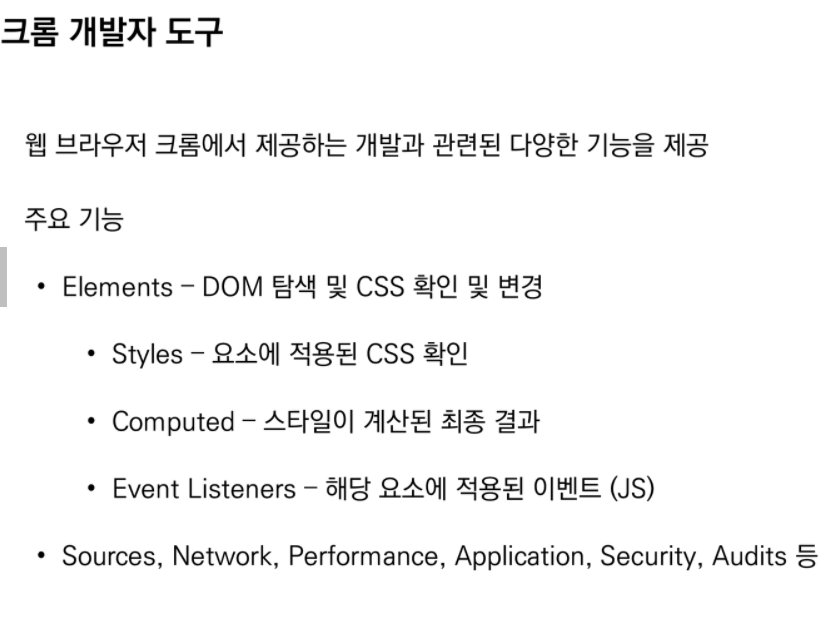 크롬 개발자 도구
웹 브라우저 크롬에서 제공하는 개발과 관련된 다양한 기능을 제공
주요 기능
• Elements – DOM 탐색 및 CSS 확인 및 변경
• Styles – 요소에 적용된 CSS 확인
• Computed – 스타일이 계산된 최종 결과
• Event Listeners – 해당 요소에 적용된 이벤트 (JS)
• Sources, Network, Performance, Application, Security, Audits 등